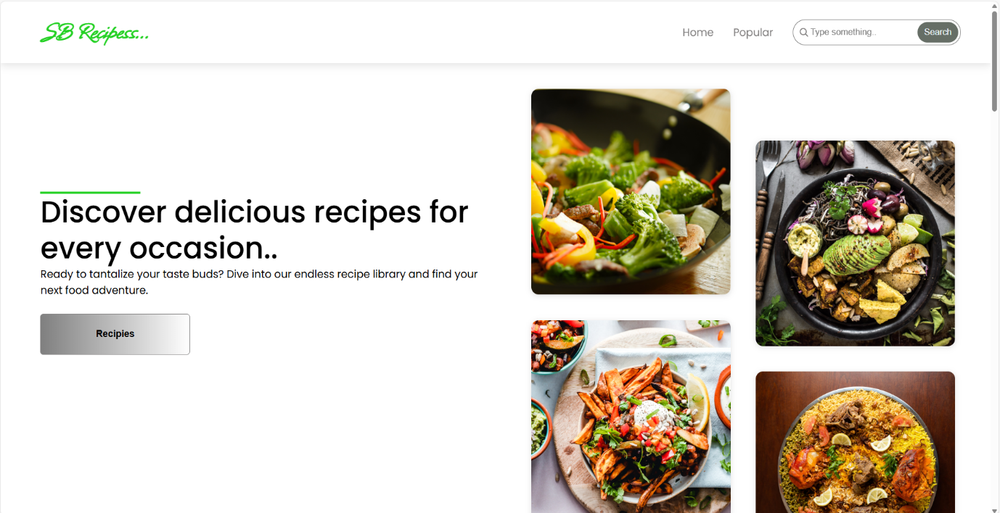 SB Recipess...
Home
Popular
Type something..
Search
Discover delicious recipes for
every occasion..
Ready to tantalize your taste buds? Dive into our endless recipe library and find your
next food adventure.
Recipies